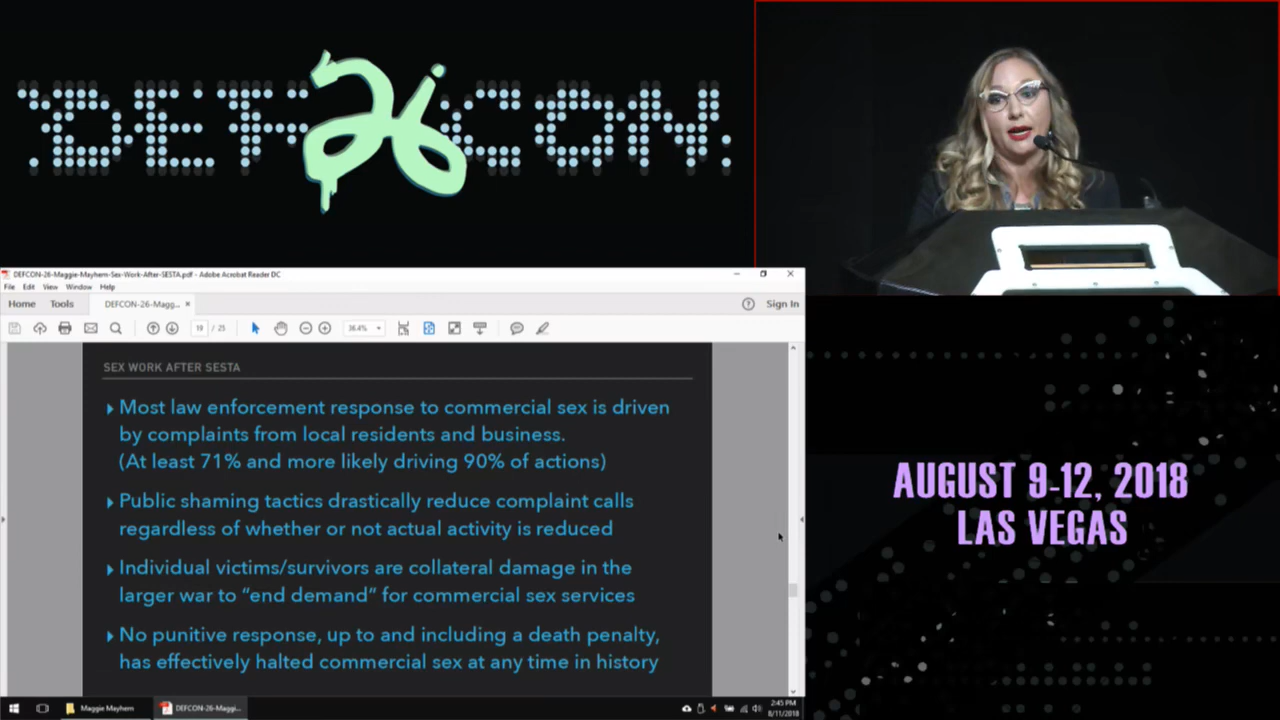 DEFCON
26
DEFCON-26-Maggie-Mayhem-Sex-Work-After-SESTA.pdf - Adobe Acrobat Reader DC
File Edit View Window Help
Home Tools DEFCON-26-Magg... × Sign In
19 / 25 36.4%
SEX WORK AFTER SESTA
Most law enforcement response to commercial sex is driven
by complaints from local residents and business.
(At least 71% and more likely driving 90% of actions)
Public shaming tactics drastically reduce complaint calls
regardless of whether or not actual activity is reduced
Individual victims/survivors are collateral damage in the
larger war to “end demand” for commercial sex services
No punitive response, up to and including a death penalty,
has effectively halted commercial sex at any time in history
AUGUST 9-12, 2018
LAS VEGAS
Maggie Mayhem DEFCON-26-Maggi... 2:45 PM
8/11/2018